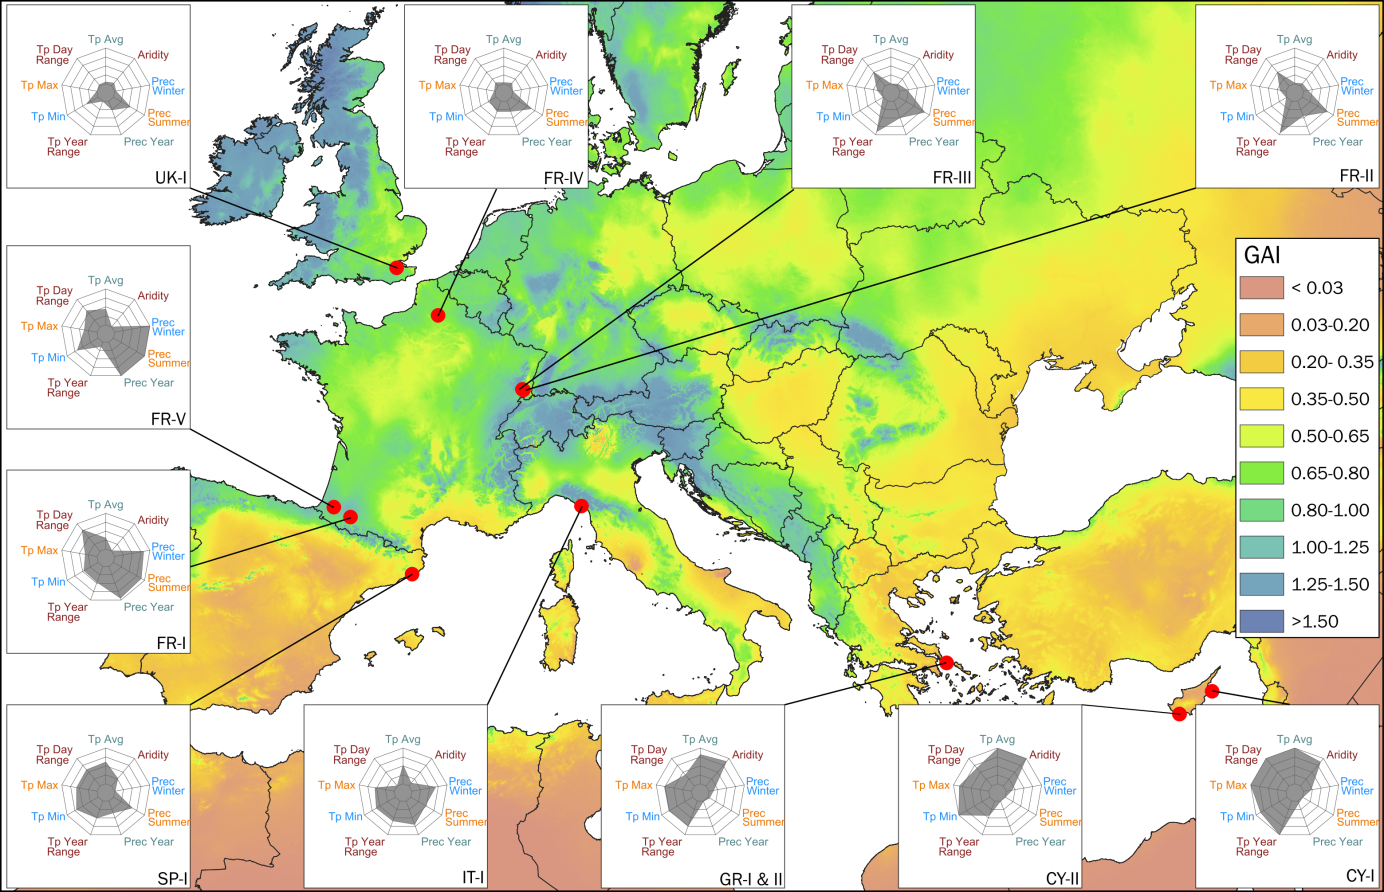 Tp Avg
Tp Day
Range
Aridity
Tp Max
Prec
Winter
Tp Min
Prec
Summer
Tp Year
Range
Prec Year
UK-I
Tp Avg
Tp Day
Range
Aridity
Tp Max
Prec
Winter
Tp Min
Prec
Summer
Tp Year
Range
Prec Year
FR-IV
Tp Avg
Tp Day
Range
Aridity
Tp Max
Prec
Winter
Tp Min
Prec
Summer
Tp Year
Range
Prec Year
FR-III
Tp Avg
Tp Day
Range
Aridity
Tp Max
Prec
Winter
Tp Min
Prec
Summer
Tp Year
Range
Prec Year
FR-II
Tp Avg
Tp Day
Range
Aridity
Tp Max
Prec
Winter
Tp Min
Prec
Summer
Tp Year
Range
Prec Year
FR-V
GAI
< 0.03
0.03-0.20
0.20- 0.35
0.35-0.50
0.50-0.65
0.65-0.80
0.80-1.00
1.00-1.25
1.25-1.50
>1.50
Tp Avg
Tp Day
Range
Aridity
Tp Max
Prec
Winter
Tp Min
Prec
Summer
Tp Year
Range
Prec Year
FR-I
Tp Avg
Tp Day
Range
Aridity
Tp Max
Prec
Winter
Tp Min
Prec
Summer
Tp Year
Range
Prec Year
SP-I
Tp Avg
Tp Day
Range
Aridity
Tp Max
Prec
Winter
Tp Min
Prec
Summer
Tp Year
Range
Prec Year
IT-I
Tp Avg
Tp Day
Range
Aridity
Tp Max
Prec
Winter
Tp Min
Prec
Summer
Tp Year
Range
Prec Year
GR-I & II
Tp Avg
Tp Day
Range
Aridity
Tp Max
Prec
Winter
Tp Min
Prec
Summer
Tp Year
Range
Prec Year
CY-II
Tp Avg
Tp Day
Range
Aridity
Tp Max
Prec
Winter
Tp Min
Prec
Summer
Tp Year
Range
Prec Year
CY-I